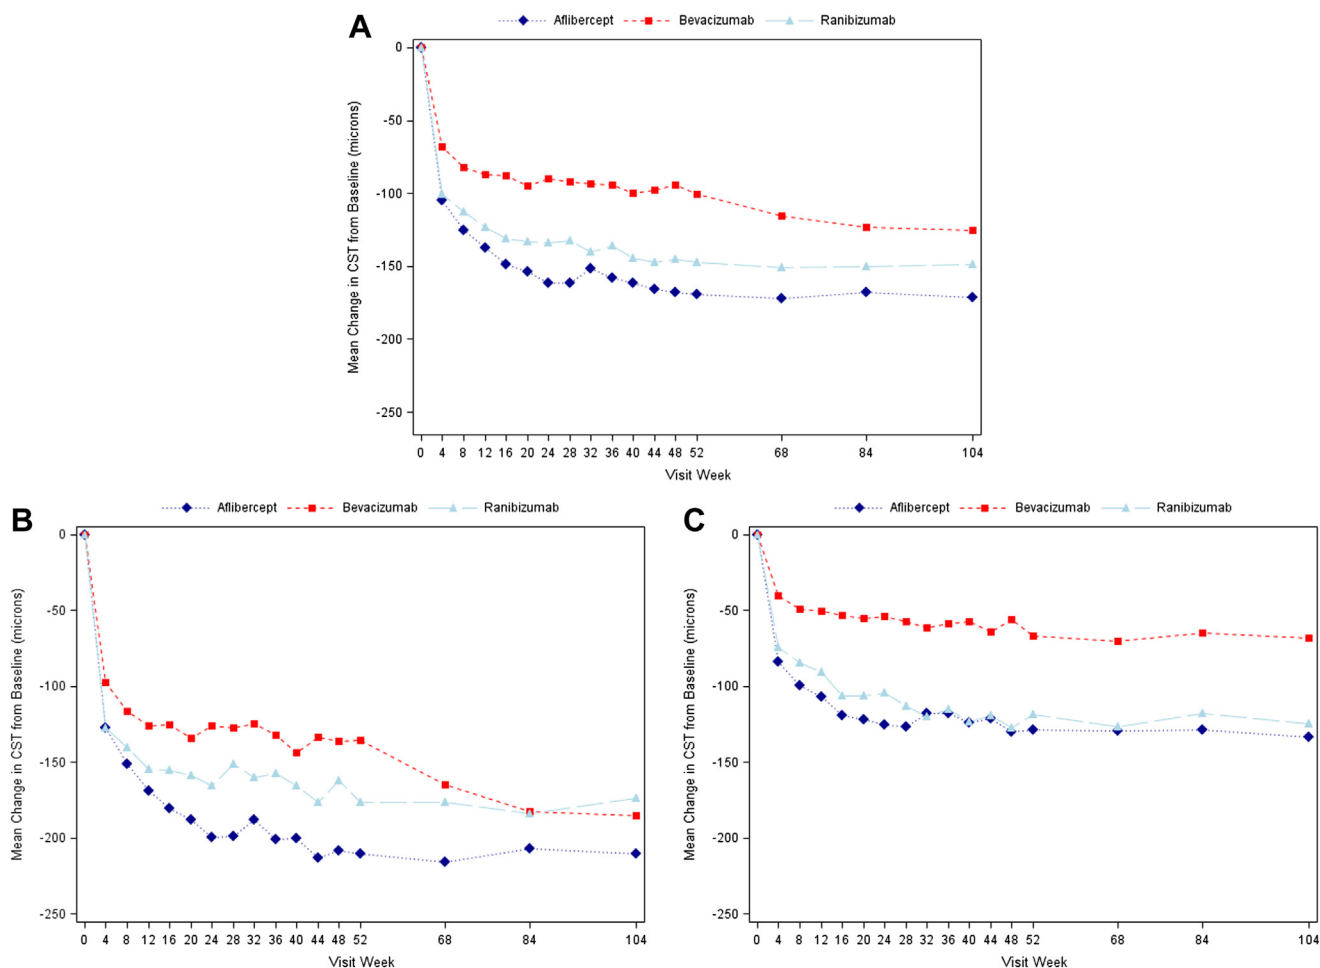 A
Aflibercept Bevacizumab Ranibizumab
Mean Change in CST from Baseline (microns)
0
-50
-100
-150
-200
-250
0 4 8 12 16 20 24 28 32 36 40 44 48 52 68 84 104
Visit Week
B
Aflibercept Bevacizumab Ranibizumab
Mean Change in CST from Baseline (microns)
0
-50
-100
-150
-200
-250
0 4 8 12 16 20 24 28 32 36 40 44 48 52 68 84 104
Visit Week
C
Aflibercept Bevacizumab Ranibizumab
Mean Change in CST from Baseline (microns)
0
-50
-100
-150
-200
-250
0 4 8 12 16 20 24 28 32 36 40 44 48 52 68 84 104
Visit Week